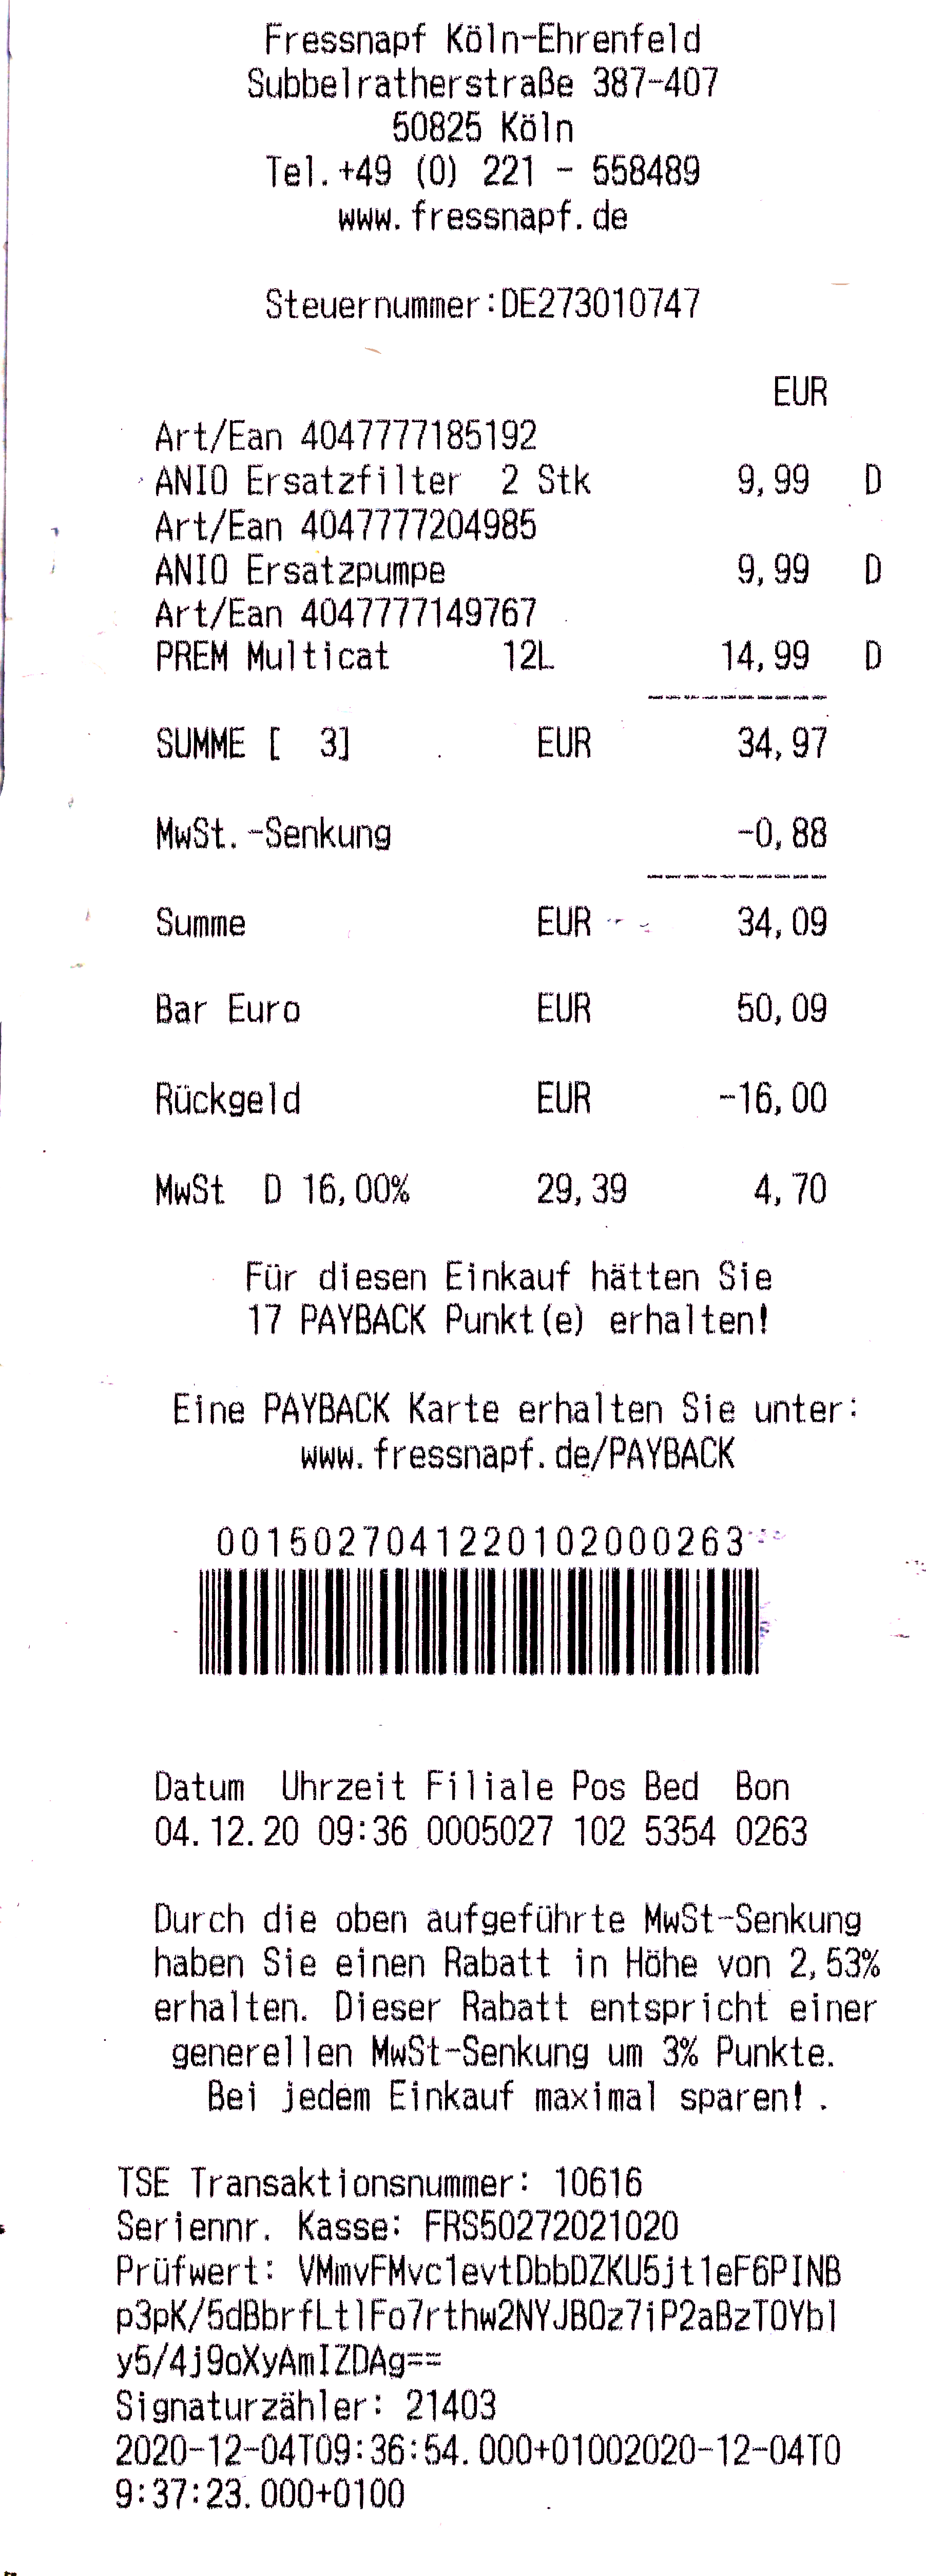 Fressnapf Köln-Ehrenfeld
Subbelratherstraße 387-407
50825 Köln
Tel.+49 (0) 221 - 558489
www.fressnapf.de
Steuernummer:DE273010747
EUR
Art/Ean 4047777185192
ANIO Ersatzfilter 2 Stk 9,99 D
Art/Ean 4047777204985
ANIO Ersatzpumpe 9,99 D
Art/Ean 4047777149767
PREM Multicat 12L 14,99 D
SUMME [ 3] EUR 34,97
MwSt.-Senkung -0,88
Summe EUR 34,09
Bar Euro EUR 50,09
Rückgeld EUR -16,00
MwSt D 16,00% 29,39 4,70
Für diesen Einkauf hätten Sie
17 PAYBACK Punkt(e) erhalten!
Eine PAYBACK Karte erhalten Sie unter:
www.fressnapf.de/PAYBACK
00150270412201020002​63
Datum Uhrzeit Filiale Pos Bed Bon
04.12.20 09:36 0005027 102 5354 0263
Durch die oben aufgeführte MwSt-Senkung
haben Sie einen Rabatt in Höhe von 2,53%
erhalten. Dieser Rabatt entspricht einer
generellen MwSt-Senkung um 3% Punkte.
Bei jedem Einkauf maximal sparen! .
TSE Transaktionsnummer: 10616
Seriennr. Kasse: FRS50272021020
Prüfwert: VMmvFMvc1evtDbbDZKU5jt1eF6PINB
p3pK/5dBbrfLt1Fo7rthw2NYJBOz7iP2aBzT0Yb1
y5/4j9oXyAmIZDAg==
Signaturzähler: 21403
2020-12-04T09:36:54.000+01002020-12-04T0
9:37:23.000+0100